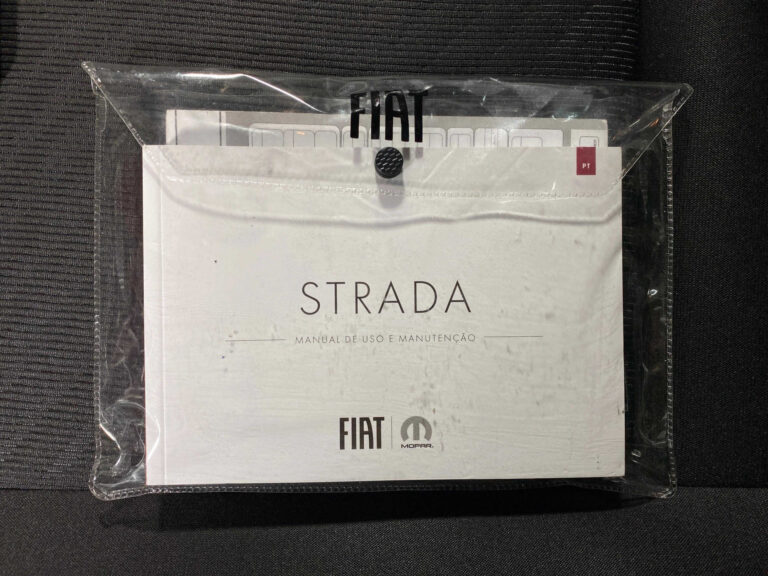 FIAT
PT
STRADA
MANUAL DE USO E MANUTENÇÃO
FIAT
MOPAR.